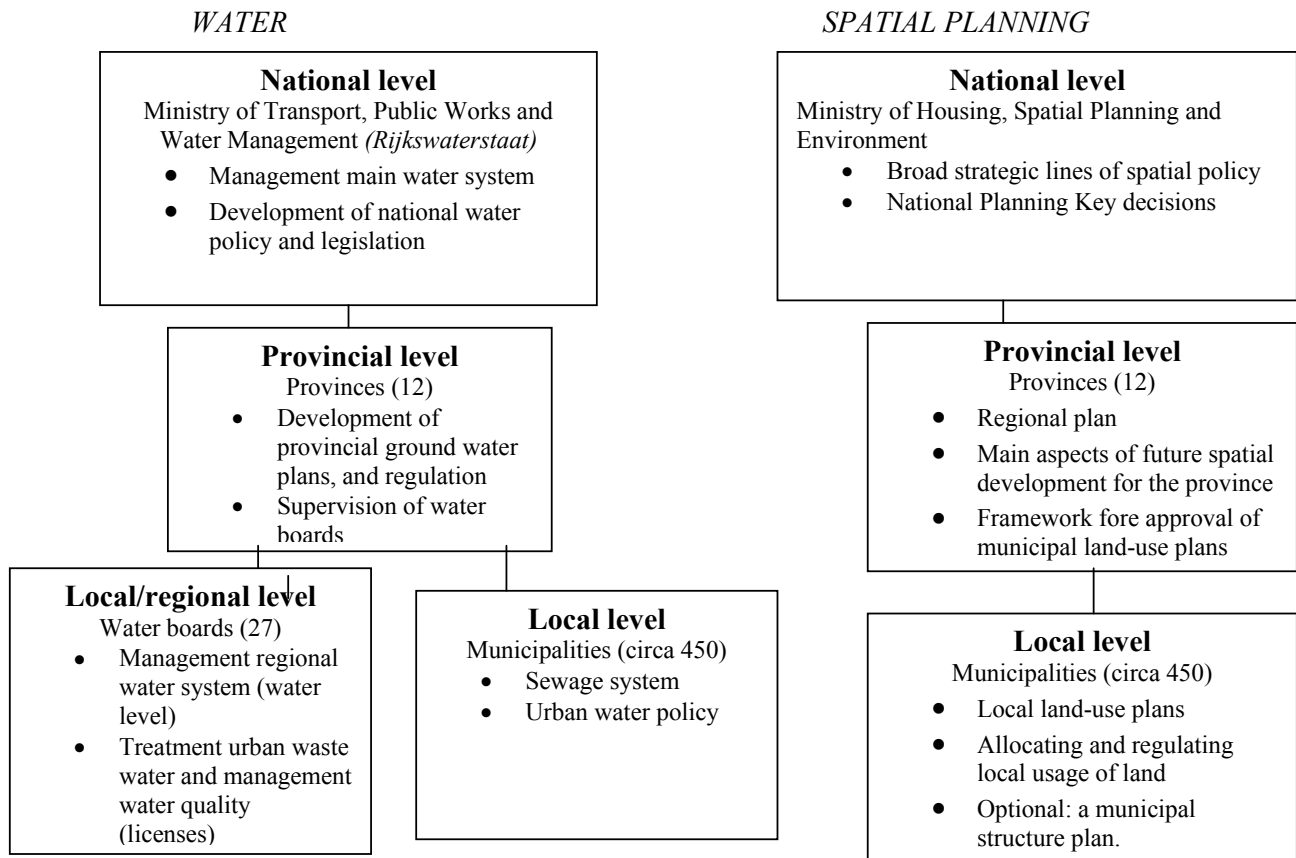 WATER
National level
Ministry of Transport, Public Works and
Water Management (Rijkswaterstaat)
• Management main water system
• Development of national water
policy and legislation
Provincial level
Provinces (12)
• Development of
provincial ground water
plans, and regulation
• Supervision of water
boards
Local/regional level
Water boards (27)
• Management regional
water system (water
level)
• Treatment urban waste
water and management
water quality
(licenses)
Local level
Municipalities (circa 450)
• Sewage system
• Urban water policy
SPATIAL PLANNING
National level
Ministry of Housing, Spatial Planning and
Environment
• Broad strategic lines of spatial policy
• National Planning Key decisions
Provincial level
Provinces (12)
• Regional plan
• Main aspects of future spatial
development for the province
• Framework fore approval of
municipal land-use plans
Local level
Municipalities (circa 450)
• Local land-use plans
• Allocating and regulating
local usage of land
• Optional: a municipal
structure plan.